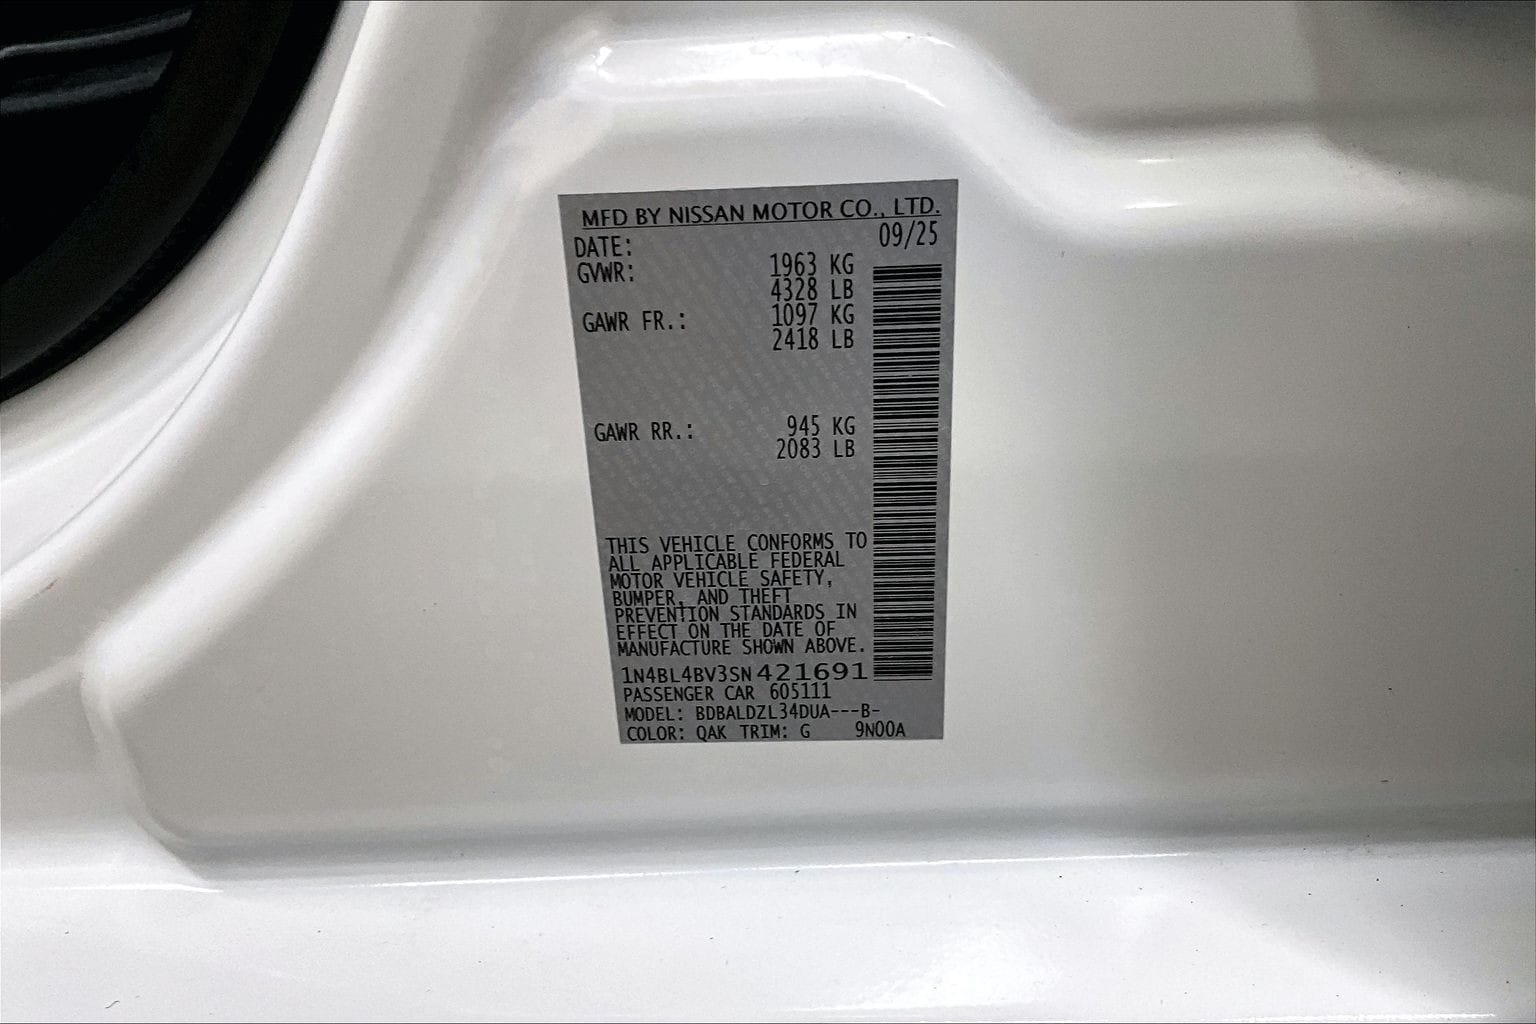 MFD BY NISSAN MOTOR CO., LTD.
DATE: 09/25
GVWR: 1963 KG
4328 LB
GAWR FR.: 1097 KG
2418 LB
GAWR RR.: 945 KG
2083 LB
THIS VEHICLE CONFORMS TO
ALL APPLICABLE FEDERAL
MOTOR VEHICLE SAFETY,
BUMPER, AND THEFT
PREVENTION STANDARDS IN
EFFECT ON THE DATE OF
MANUFACTURE SHOWN ABOVE.
1N4BL4BV3SN421691
PASSENGER CAR 605111
MODEL: BDBALDZL34DUA---B-
COLOR: QAK TRIM: G 9N00A